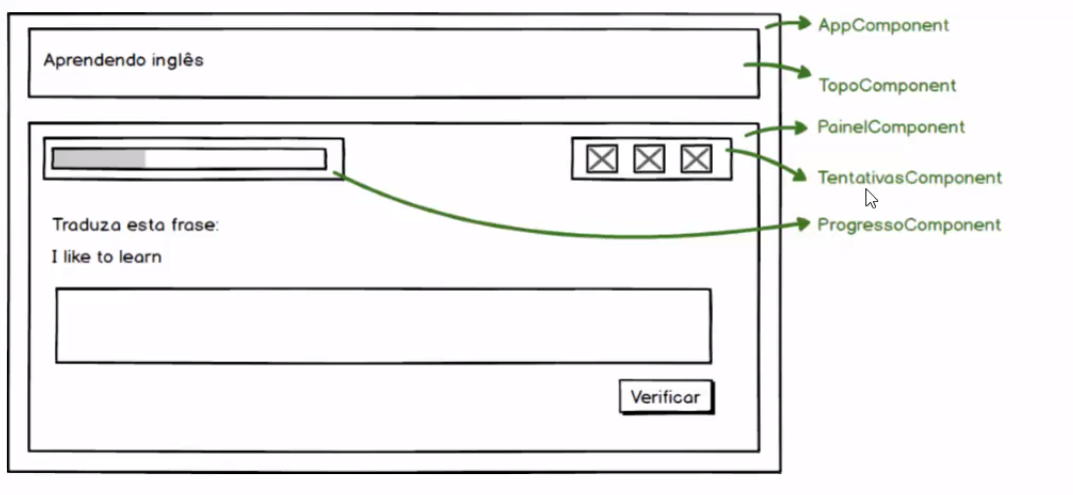 AppComponent
Aprendendo inglês
TopoComponent
PainelComponent
TentativasComponent
ProgressoComponent
Traduza esta frase:
I like to learn
Verificar